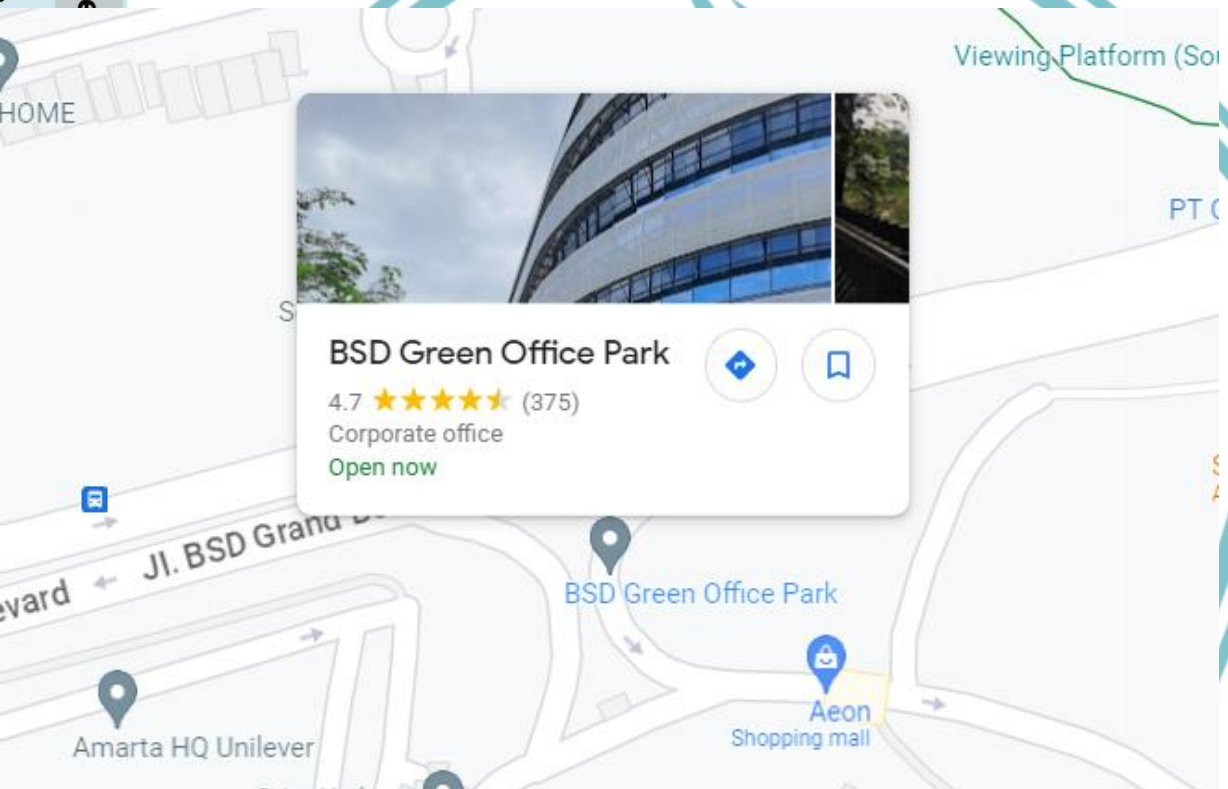 HOME
Viewing Platform (Sou
PT
BSD Green Office Park
4.7 (375)
Corporate office
Open now
Jl. BSD Grand
evard
BSD Green Office Park
Aeon
Shopping mall
Amarta HQ Unilever